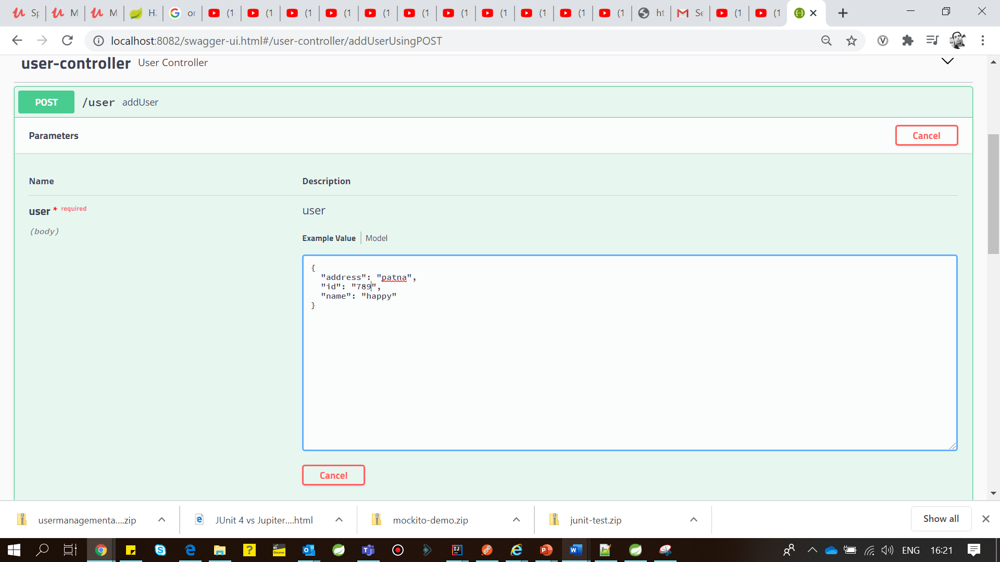 Sp
M
M
HA
or
(1
(1
(1
(1
(1
(1
(1
(1
(1
(1
(1
ht
Se
(1
(1
localhost:8082/swagger-ui.html#/user-controller/addUserUsingPOST
user-controller User Controller
POST /user addUser
Parameters
Cancel
Name Description
user * required user
(body)
Example Value Model
{
"address": "patna",
"id": "789",
"name": "happy"
}
Cancel
usermanagementa....zip
JUnit 4 vs Jupiter....html
mockito-demo.zip
junit-test.zip
Show all
ENG 16:21